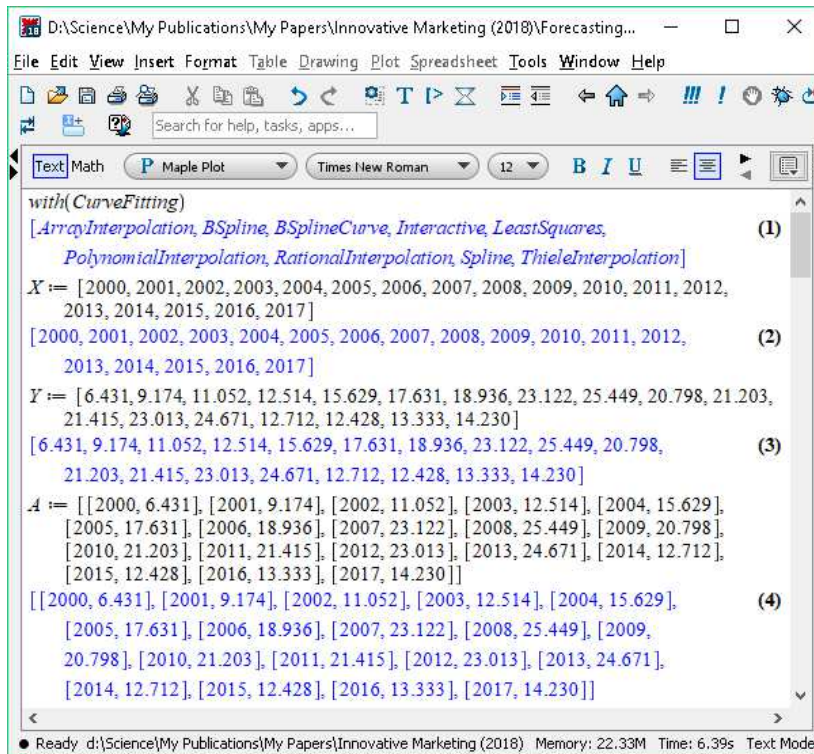 D:\Science\My Publications\My Papers\Innovative Marketing (2018)\Forecasting...
File Edit View Insert Format Table Drawing Plot Spreadsheet Tools Window Help
Search for help, tasks, apps...
Text Math P Maple Plot Times New Roman 12 B I U
with(CurveFitting)
[ArrayInterpolation, BSpline, BSplineCurve, Interactive, LeastSquares, (1)
PolynomialInterpolation, RationalInterpolation, Spline, ThieleInterpolation]
X := [2000, 2001, 2002, 2003, 2004, 2005, 2006, 2007, 2008, 2009, 2010, 2011, 2012,
2013, 2014, 2015, 2016, 2017]
[2000, 2001, 2002, 2003, 2004, 2005, 2006, 2007, 2008, 2009, 2010, 2011, 2012, (2)
2013, 2014, 2015, 2016, 2017]
Y := [6.431, 9.174, 11.052, 12.514, 15.629, 17.631, 18.936, 23.122, 25.449, 20.798, 21.203,
21.415, 23.013, 24.671, 12.712, 12.428, 13.333, 14.230]
[6.431, 9.174, 11.052, 12.514, 15.629, 17.631, 18.936, 23.122, 25.449, 20.798, (3)
21.203, 21.415, 23.013, 24.671, 12.712, 12.428, 13.333, 14.230]
A := [[2000, 6.431], [2001, 9.174], [2002, 11.052], [2003, 12.514], [2004, 15.629],
[2005, 17.631], [2006, 18.936], [2007, 23.122], [2008, 25.449], [2009, 20.798],
[2010, 21.203], [2011, 21.415], [2012, 23.013], [2013, 24.671], [2014, 12.712],
[2015, 12.428], [2016, 13.333], [2017, 14.230]]
[[2000, 6.431], [2001, 9.174], [2002, 11.052], [2003, 12.514], [2004, 15.629], (4)
[2005, 17.631], [2006, 18.936], [2007, 23.122], [2008, 25.449], [2009,
20.798], [2010, 21.203], [2011, 21.415], [2012, 23.013], [2013, 24.671],
[2014, 12.712], [2015, 12.428], [2016, 13.333], [2017, 14.230]]
Ready d:\Science\My Publications\My Papers\Innovative Marketing (2018) Memory: 22.33M Time: 6.39s Text Mode